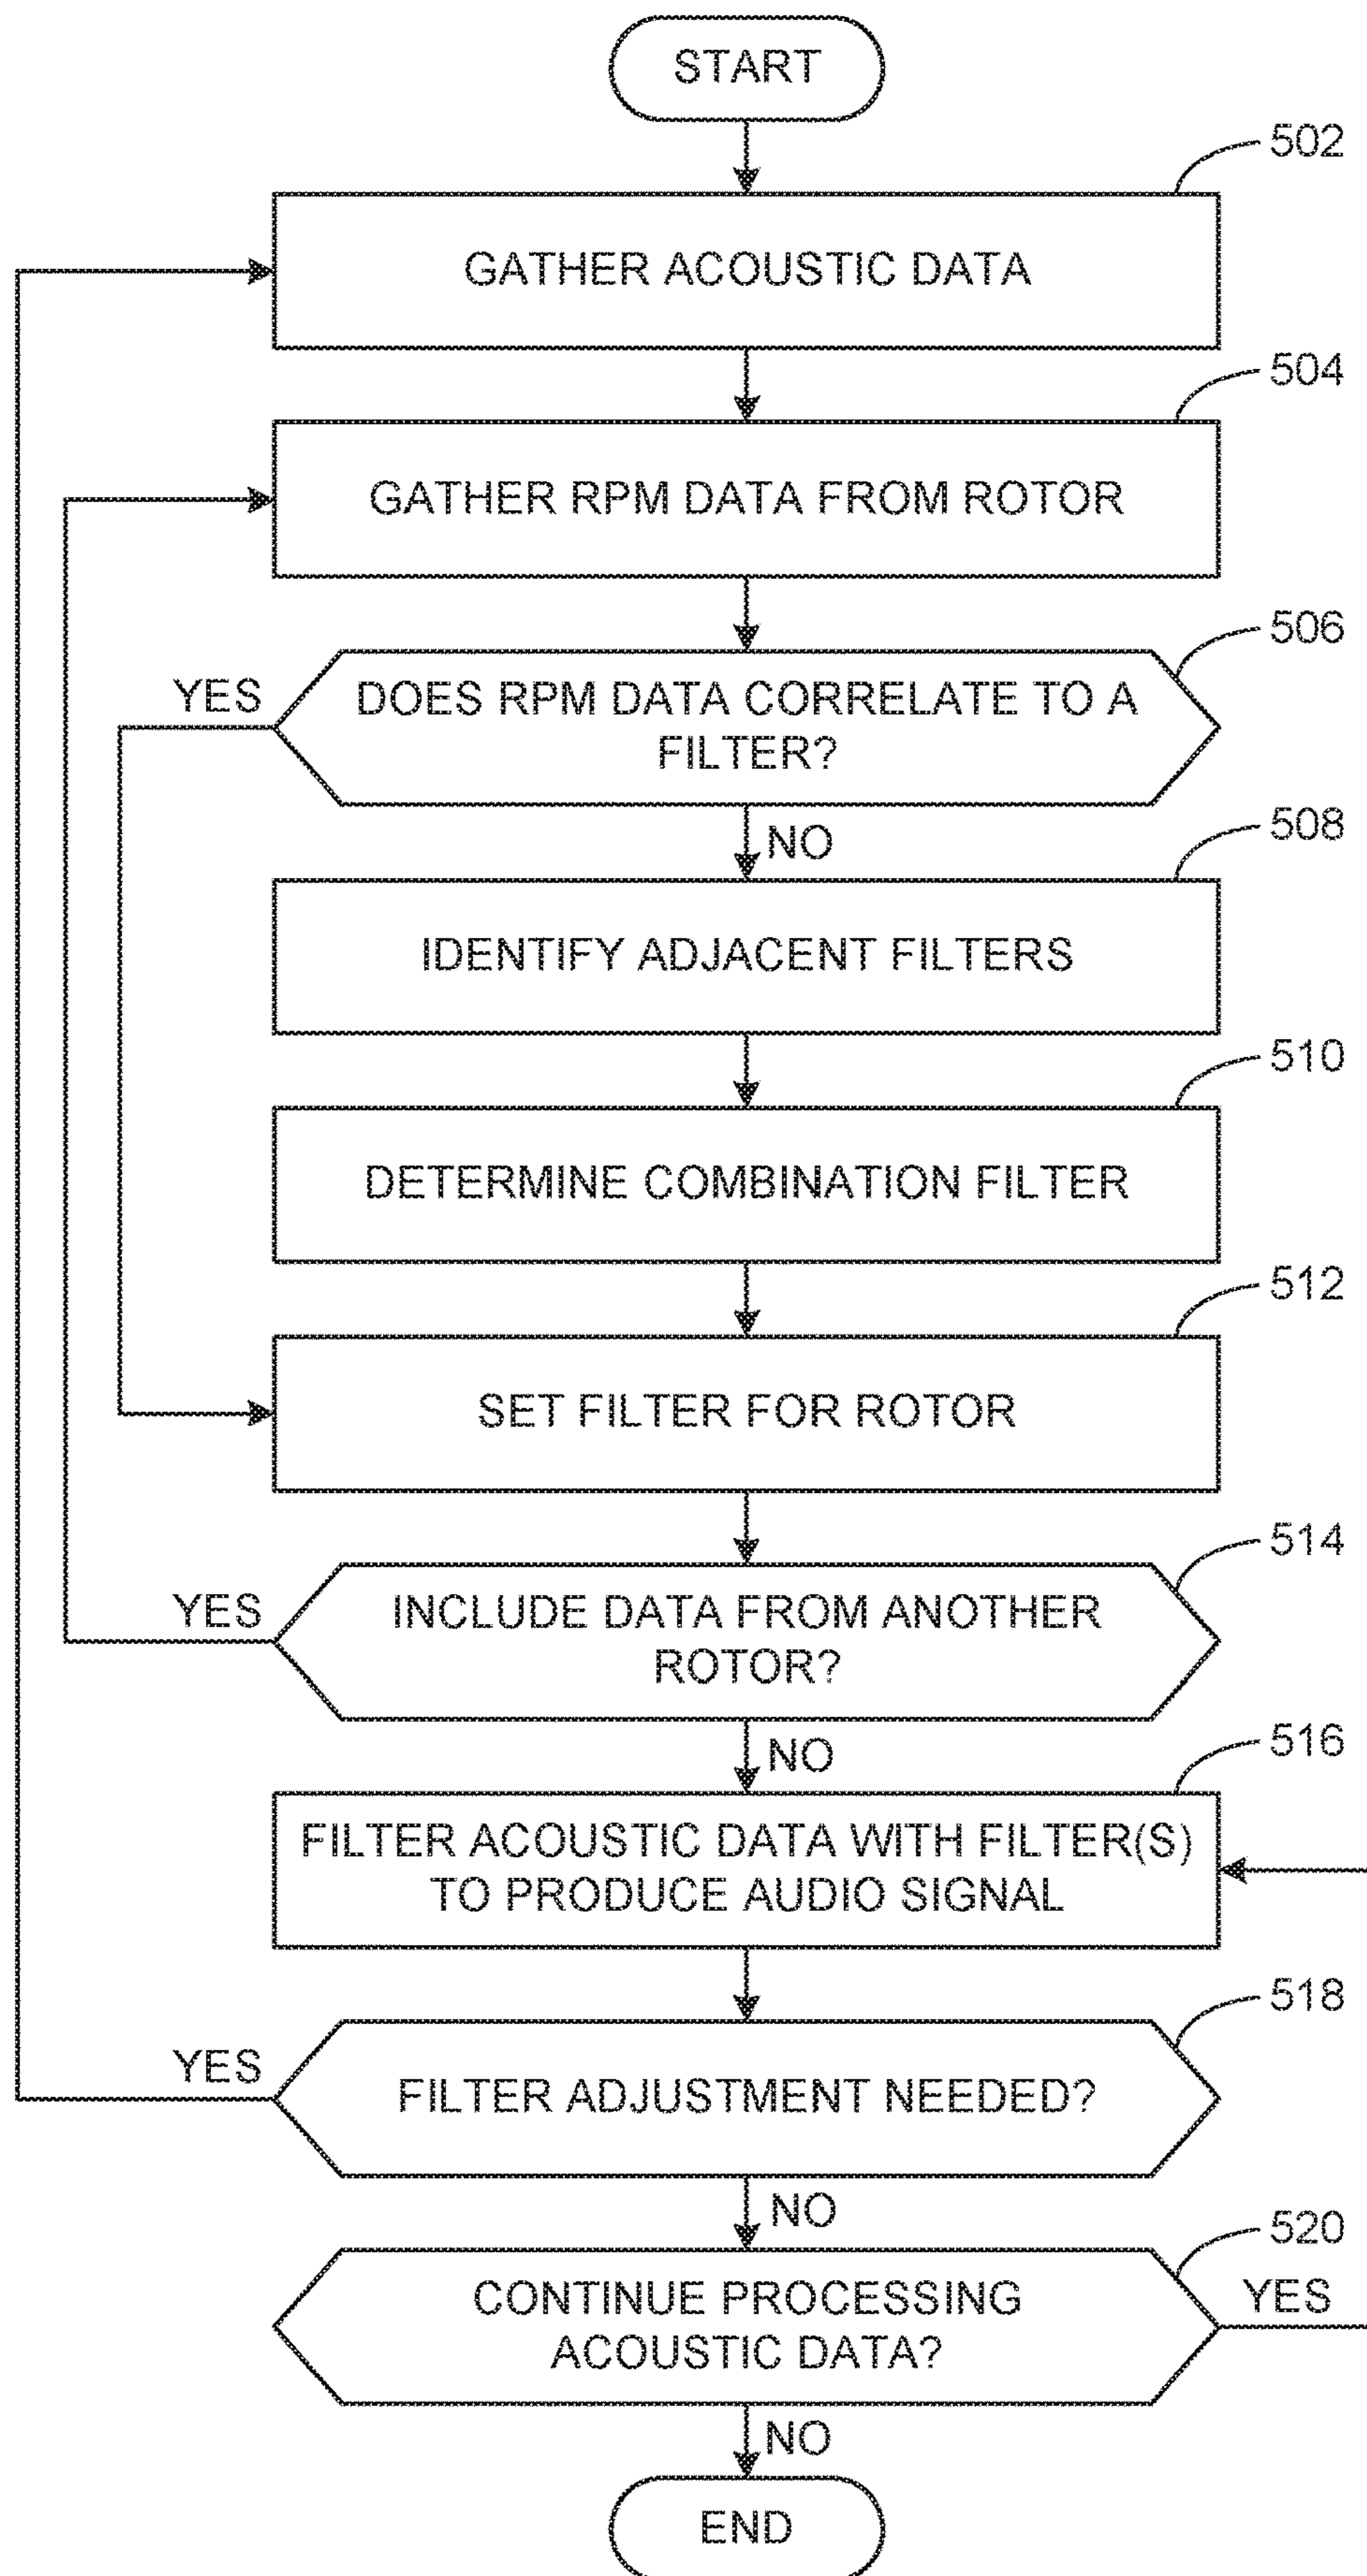 START
502
GATHER ACOUSTIC DATA
504
GATHER RPM DATA FROM ROTOR
506
YES
DOES RPM DATA CORRELATE TO A
FILTER?
NO
508
IDENTIFY ADJACENT FILTERS
510
DETERMINE COMBINATION FILTER
512
SET FILTER FOR ROTOR
514
YES
INCLUDE DATA FROM ANOTHER
ROTOR?
NO
516
FILTER ACOUSTIC DATA WITH FILTER(S)
TO PRODUCE AUDIO SIGNAL
518
YES
FILTER ADJUSTMENT NEEDED?
NO
520
CONTINUE PROCESSING
ACOUSTIC DATA?
YES
NO
END